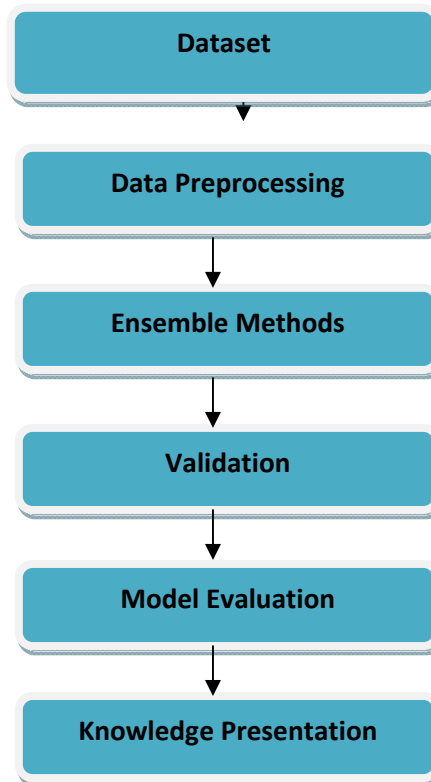 Dataset
Data Preprocessing
Ensemble Methods
Validation
Model Evaluation
Knowledge Presentation